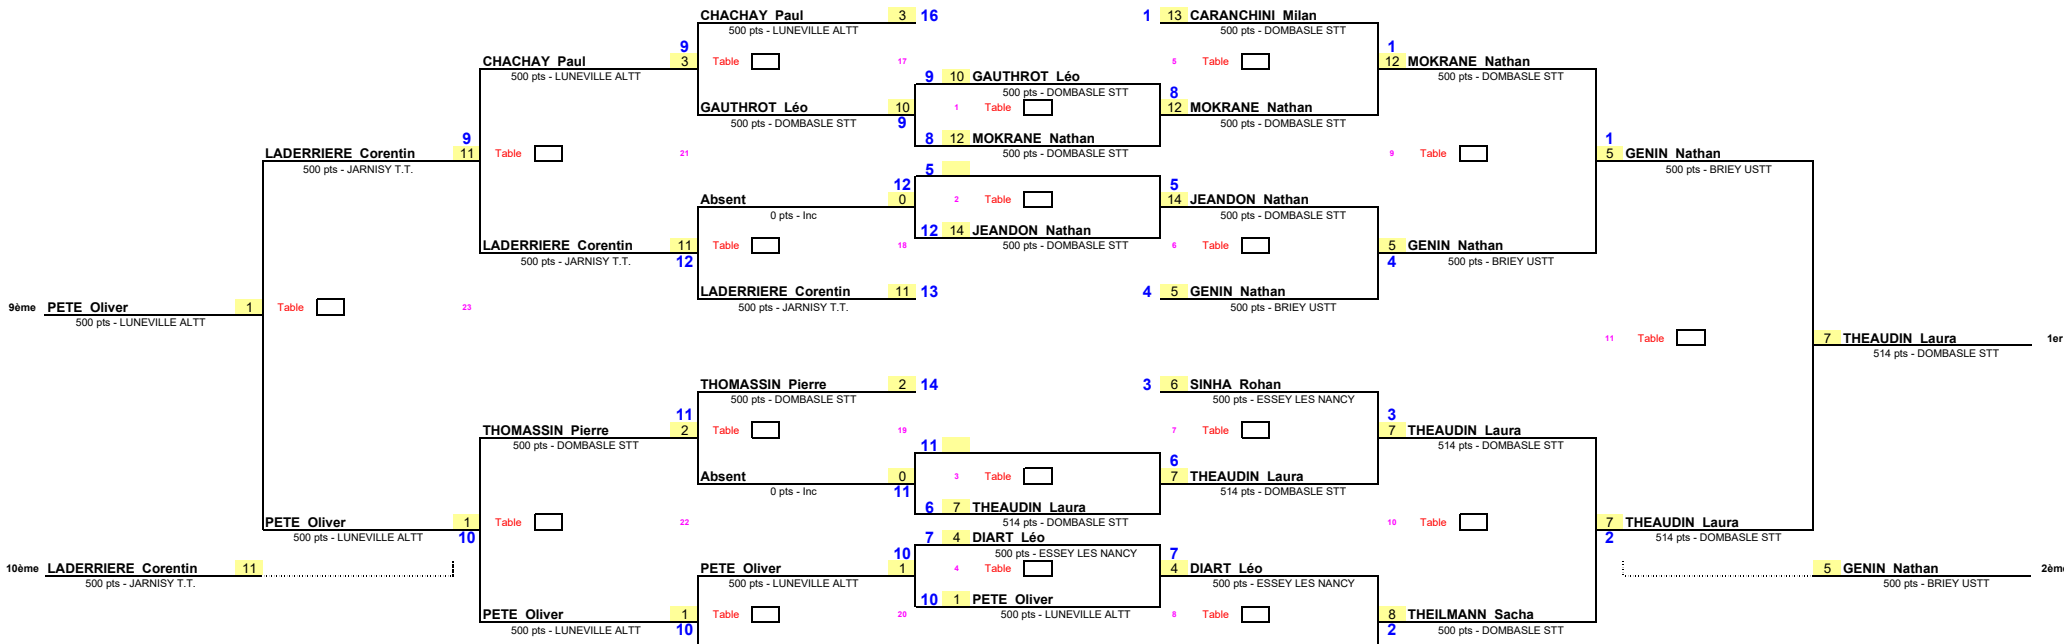 CHACHAY Paul 3 16 1 13 CARANCHINI Milan
500 pts - LUNEVILLE ALTT 500 pts - DOMBASLE STT
9 1
CHACHAY Paul 3 Table 17 5 Table 12 MOKRANE Nathan
500 pts - LUNEVILLE ALTT 9 10 GAUTHROT Léo 500 pts - DOMBASLE STT
500 pts - DOMBASLE STT 8
GAUTHROT Léo 10 1 Table 12 MOKRANE Nathan
500 pts - DOMBASLE STT 9 500 pts - DOMBASLE STT
9 8 12 MOKRANE Nathan 1
LADERRIERE Corentin 11 Table 21 500 pts - DOMBASLE STT 9 Table 5 GENIN Nathan
500 pts - JARNISY T.T. 5 500 pts - BRIEY USTT
12 5
Absent 0 2 Table 14 JEANDON Nathan
0 pts - Inc 500 pts - DOMBASLE STT
12 14 JEANDON Nathan
LADERRIERE Corentin 11 Table 18 500 pts - DOMBASLE STT 6 Table 5 GENIN Nathan
500 pts - JARNISY T.T. 12 4 500 pts - BRIEY USTT
LADERRIERE Corentin 11 13 4 5 GENIN Nathan
9ème PETE Oliver 1 Table 23 500 pts - JARNISY T.T. 500 pts - BRIEY USTT
500 pts - LUNEVILLE ALTT
11 Table 7 THEAUDIN Laura 1er
514 pts - DOMBASLE STT
THOMASSIN Pierre 2 14 3 6 SINHA Rohan
500 pts - DOMBASLE STT 500 pts - ESSEY LES NANCY
11 3
THOMASSIN Pierre 2 Table 19 7 Table 7 THEAUDIN Laura
500 pts - DOMBASLE STT 11 514 pts - DOMBASLE STT
6
Absent 0 3 Table 7 THEAUDIN Laura
0 pts - Inc 11 514 pts - DOMBASLE STT
6 7 THEAUDIN Laura
PETE Oliver 1 Table 22 514 pts - DOMBASLE STT 10 Table 7 THEAUDIN Laura
500 pts - LUNEVILLE ALTT 10 7 4 DIART Léo 2 514 pts - DOMBASLE STT
10 500 pts - ESSEY LES NANCY 7
10ème LADERRIERE Corentin 11 PETE Oliver 1 4 Table 4 DIART Léo 5 GENIN Nathan 2ème
500 pts - JARNISY T.T. 500 pts - LUNEVILLE ALTT 500 pts - ESSEY LES NANCY 500 pts - BRIEY USTT
10 1 PETE Oliver
PETE Oliver 1 Table 20 500 pts - LUNEVILLE ALTT 8 Table 8 THEILMANN Sacha
500 pts - LUNEVILLE ALTT 10 2 500 pts - DOMBASLE STT